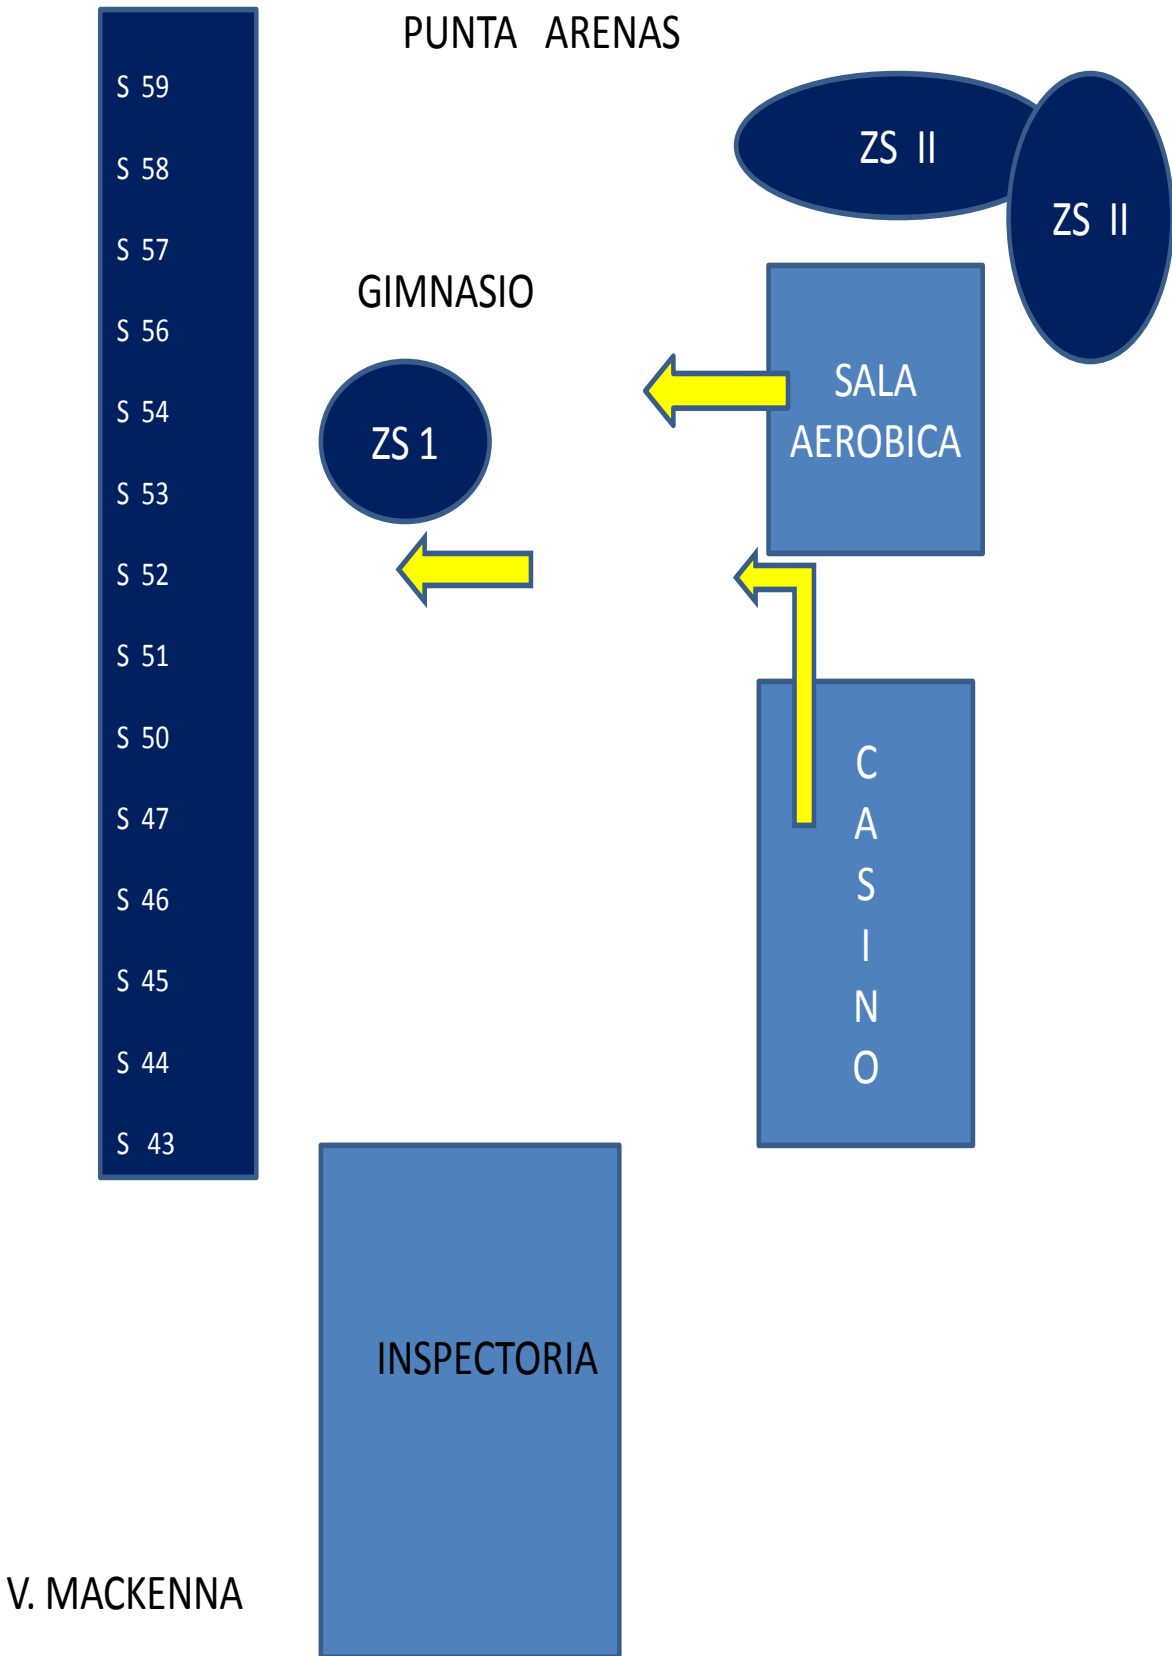 PUNTA ARENAS
S 59
S 58
S 57
S 56
S 54
S 53
S 52
S 51
S 50
S 47
S 46
S 45
S 44
S 43
ZS II
ZS II
GIMNASIO
ZS 1
SALA
AEROBICA
C
A
S
I
N
O
INSPECTORIA
V. MACKENNA